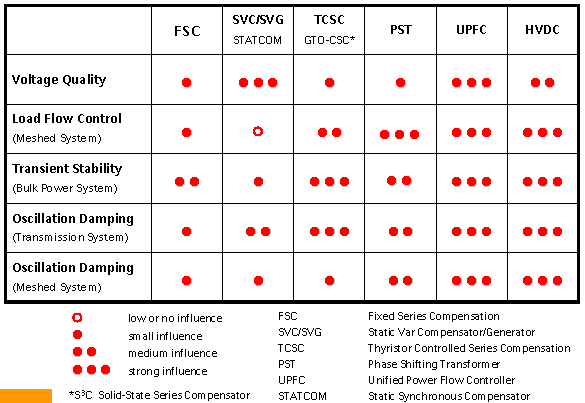 FSC
SVC/SVG
STATCOM
TCSC
GTO-CSC*
PST
UPFC
HVDC
Voltage Quality
Load Flow Control
(Meshed System)
Transient Stability
(Bulk Power System)
Oscillation Damping
(Transmission System)
Oscillation Damping
(Meshed System)
low or no influence
small influence
medium influence
strong influence
*S³C Solid-State Series Compensator
FSC Fixed Series Compensation
SVC/SVG Static Var Compensator/Generator
TCSC Thyristor Controlled Series Compensation
PST Phase Shifting Transformer
UPFC Unified Power Flow Controller
STATCOM Static Synchronous Compensator